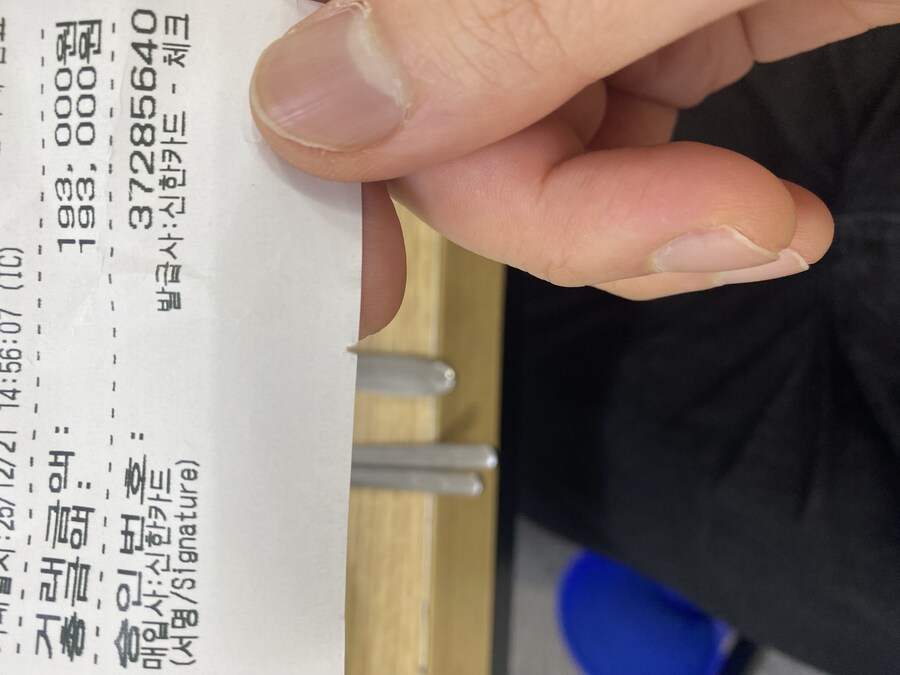 거래일시:25/12/21 14:56:07 (IC)
거래금액: 193,000원
총금액: 193,000원
승인번호: 37285640
매입사:신한카드 발급사:신한카드 - 체크
(서명/Signature)